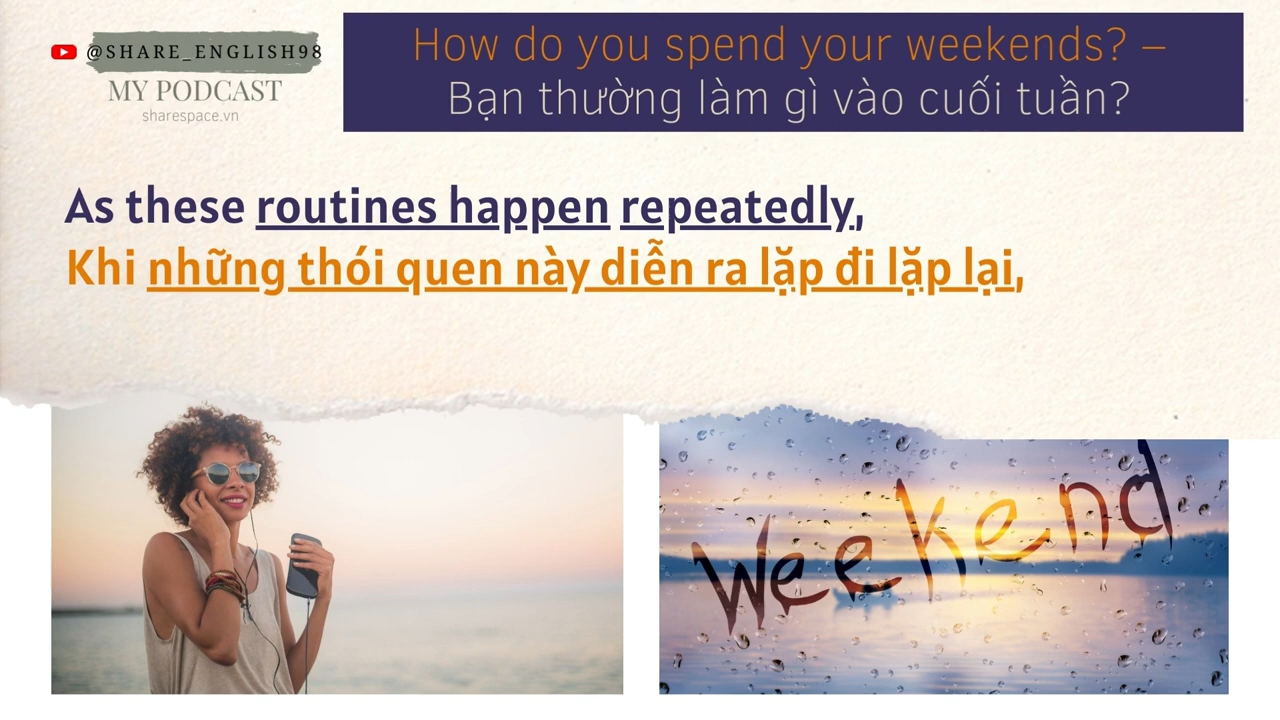 @SHARE_ENGLISH98
MY PODCAST
sharespace.vn
How do you spend your weekends? –
Bạn thường làm gì vào cuối tuần?
As these routines happen repeatedly,
Khi những thói quen này diễn ra lặp đi lặp lại,
Weekend